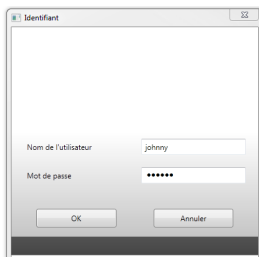 Identifiant
Nom de l'utilisateur johnny
Mot de passe ••••••
OK Annuler